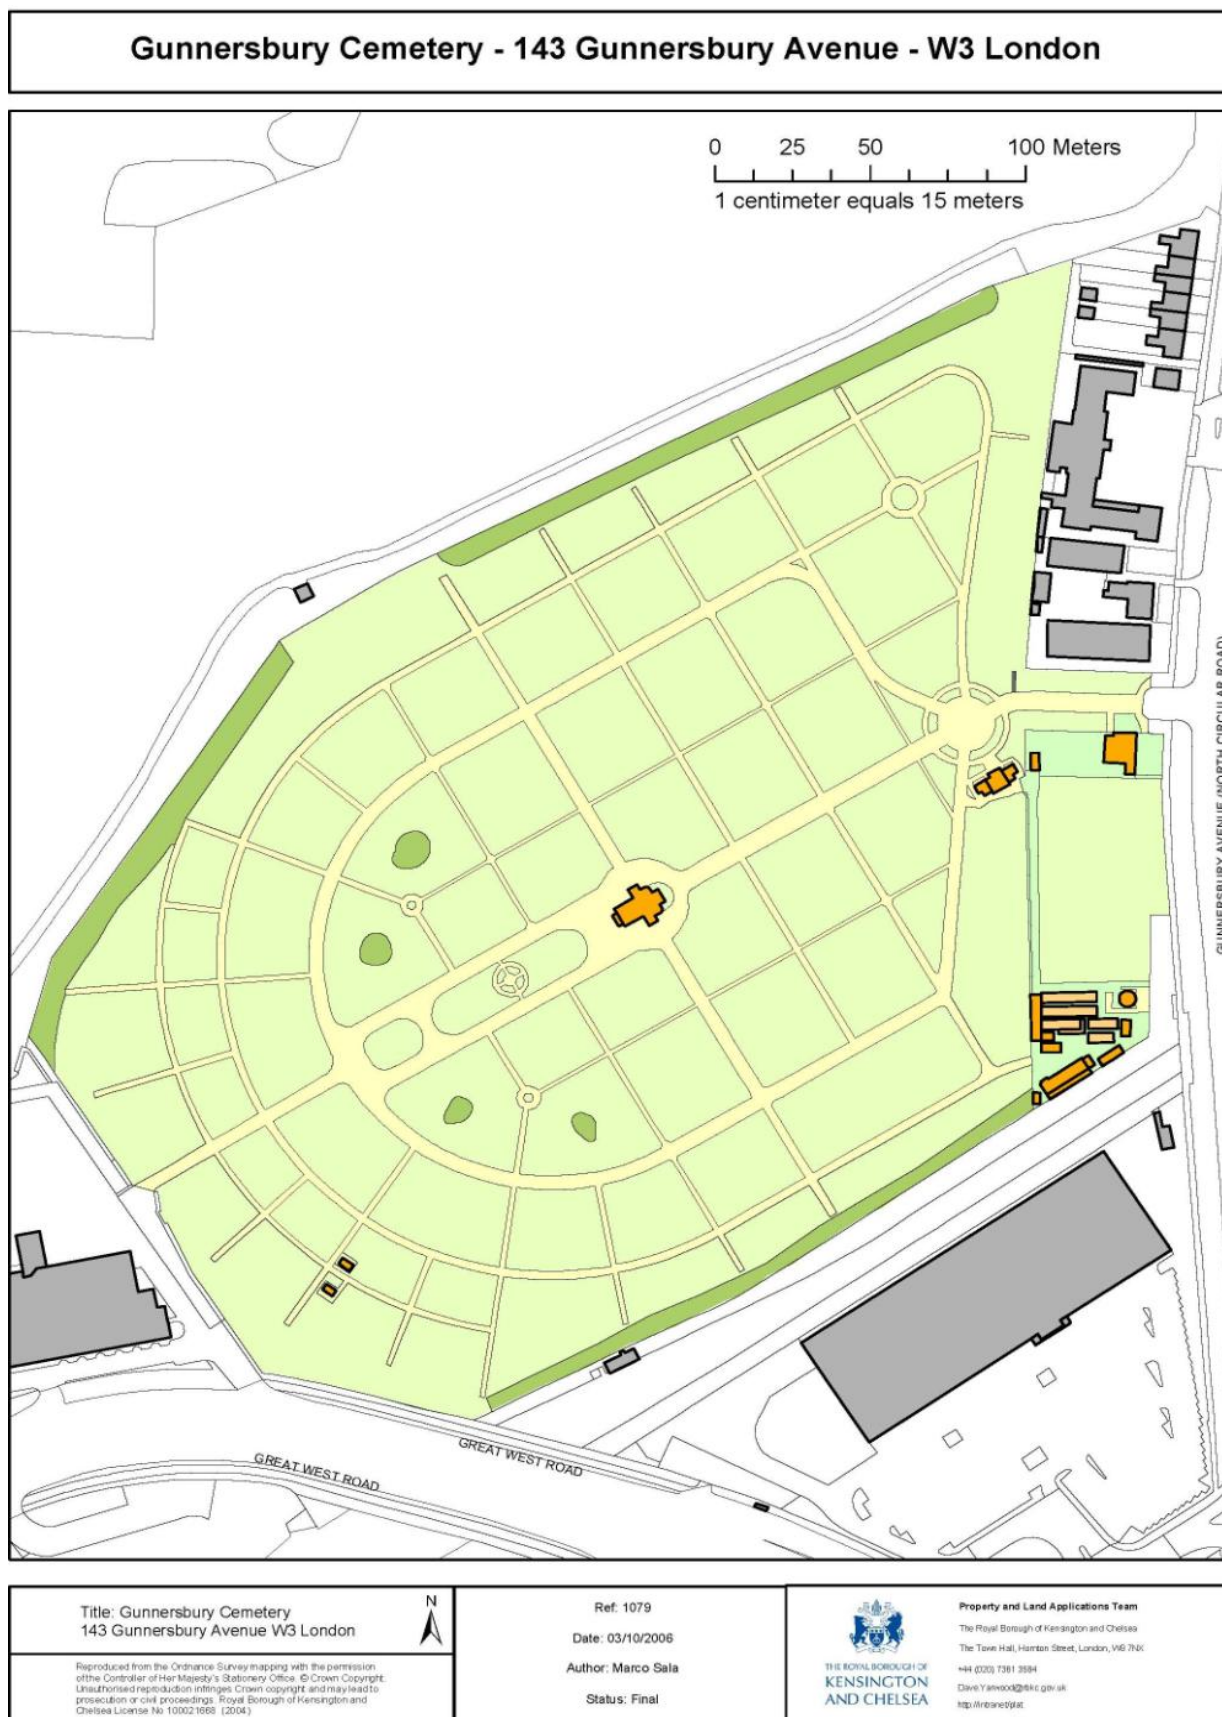 Gunnersbury Cemetery - 143 Gunnersbury Avenue - W3 London
0 25 50 100 Meters
1 centimeter equals 15 meters
GUNNERSBURY AVENUE (NORTH CIRCULAR ROAD)
GREAT WEST ROAD
GREAT WEST ROAD
Title: Gunnersbury Cemetery
143 Gunnersbury Avenue W3 London
N
Reproduced from the Ordnance Survey mapping with the permission
of the Controller of Her Majesty's Stationery Office. © Crown Copyright.
Unauthorised reproduction infringes Crown copyright and may lead to
prosecution or civil proceedings. Royal Borough of Kensington and
Chelsea License No 100021668 (2004)
Ref: 1079
Date: 03/10/2006
Author: Marco Sala
Status: Final
THE ROYAL BOROUGH OF
KENSINGTON
AND CHELSEA
Property and Land Applications Team
The Royal Borough of Kensington and Chelsea
The Town Hall, Hornton Street, London, W8 7NX
+44 (020) 7361 3594